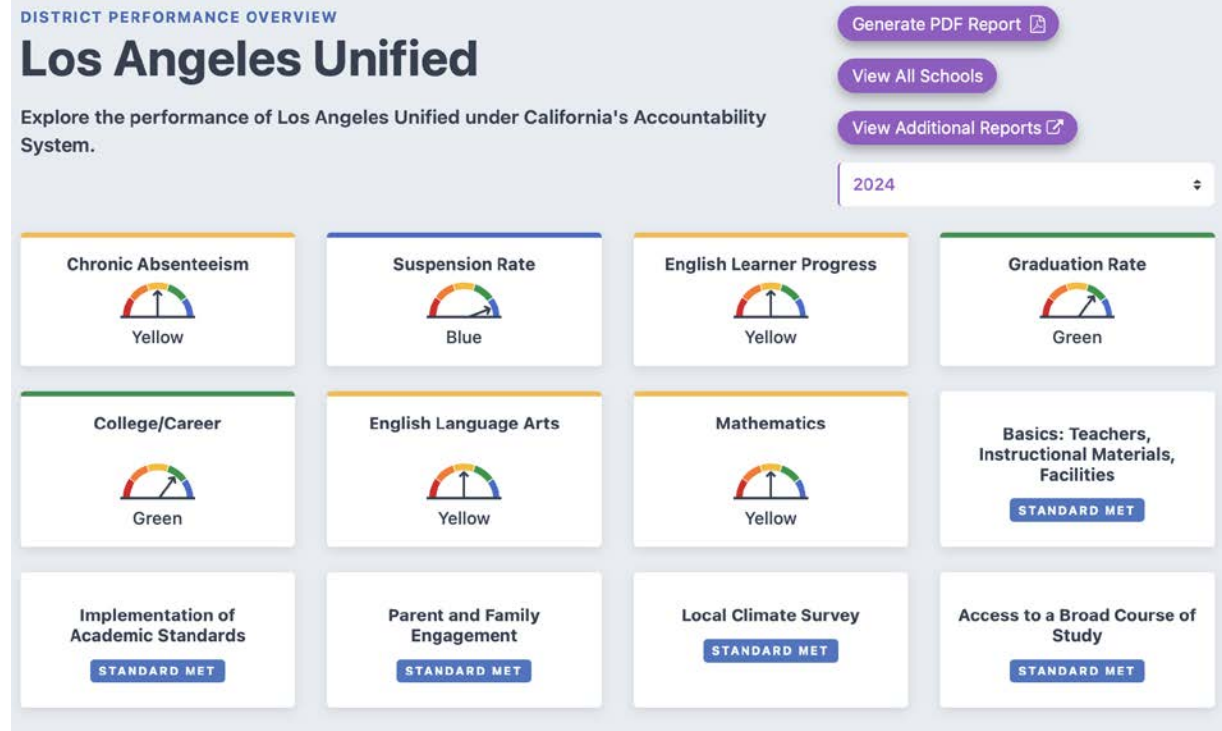 DISTRICT PERFORMANCE OVERVIEW
Los Angeles Unified
Explore the performance of Los Angeles Unified under California's Accountability
System.
Generate PDF Report
View All Schools
View Additional Reports
2024
Chronic Absenteeism
Yellow
Suspension Rate
Blue
English Learner Progress
Yellow
Graduation Rate
Green
College/Career
Green
English Language Arts
Yellow
Mathematics
Yellow
Basics: Teachers,
Instructional Materials,
Facilities
STANDARD MET
Implementation of
Academic Standards
STANDARD MET
Parent and Family
Engagement
STANDARD MET
Local Climate Survey
STANDARD MET
Access to a Broad Course of
Study
STANDARD MET